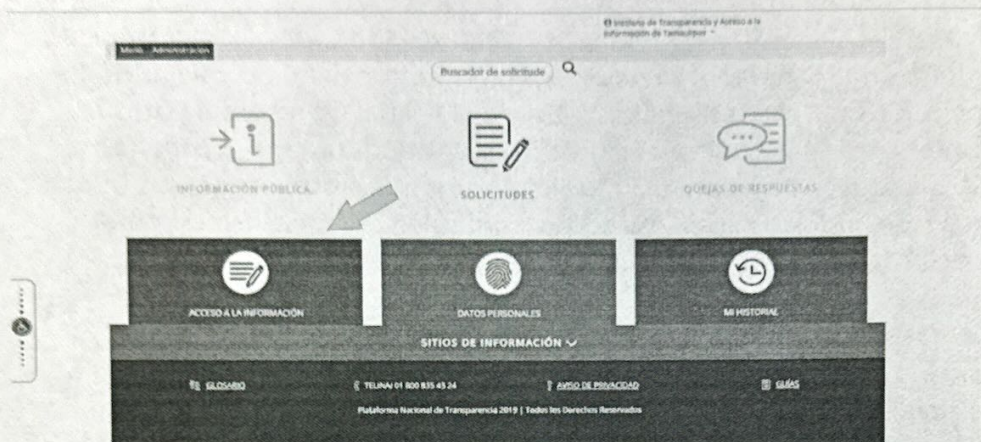 Instituto de Transparencia y Acceso a la
Información de Tamaulipas
Menú Administración
Buscador de solicitude
INFORMACIÓN PÚBLICA
SOLICITUDES
QUEJAS DE RESPUESTAS
ACCESO A LA INFORMACIÓN
DATOS PERSONALES
MI HISTORIAL
SITIOS DE INFORMACIÓN
GLOSARIO
TELINAI 01 800 835 43 24
AVISO DE PRIVACIDAD
GUÍAS
Plataforma Nacional de Transparencia 2019 | Todos los Derechos Reservados